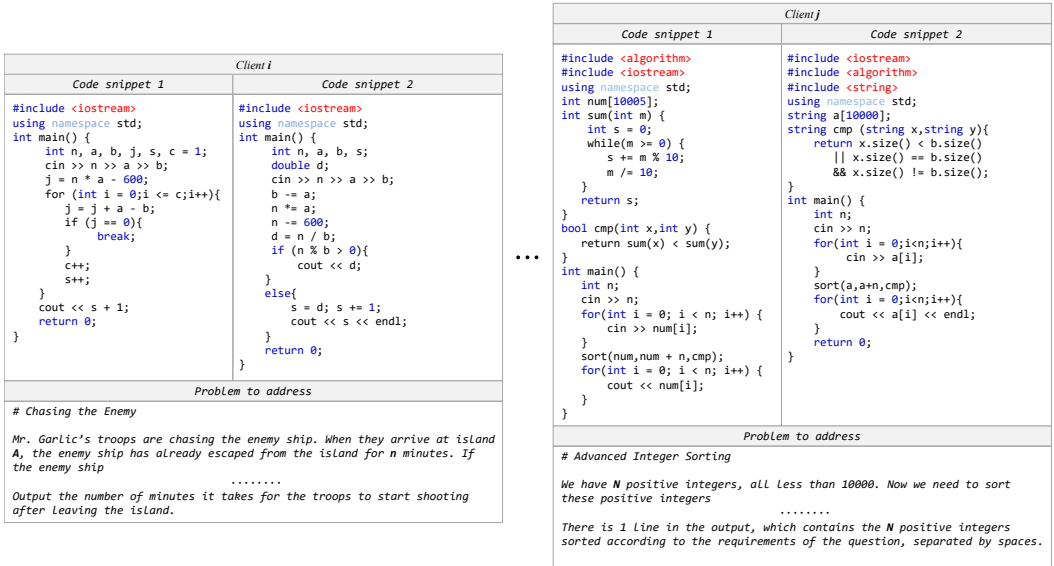 Client i
Code snippet 1
#include <iostream>
using namespace std;
int main() {
int n, a, b, j, s, c = 1;
cin >> n >> a >> b;
j = n * a - 600;
for (int i = 0;i <= c;i++){
j = j + a - b;
if (j == 0){
break;
}
c++;
s++;
}
cout << s + 1;
return 0;
}
Code snippet 2
#include <iostream>
using namespace std;
int main() {
int n, a, b, s;
double d;
cin >> n >> a >> b;
b -= a;
n *= a;
n -= 600;
d = n / b;
if (n % b > 0){
cout << d;
}
else{
s = d; s += 1;
cout << s << endl;
}
return 0;
}
Problem to address
# Chasing the Enemy
Mr. Garlic's troops are chasing the enemy ship. When they arrive at island
A, the enemy ship has already escaped from the island for n minutes. If
the enemy ship
........
Output the number of minutes it takes for the troops to start shooting
after leaving the island.
...
Client j
Code snippet 1
#include <algorithm>
#include <iostream>
using namespace std;
int num[10005];
int sum(int m) {
int s = 0;
while(m >= 0) {
s += m % 10;
m /= 10;
}
return s;
}
bool cmp(int x,int y) {
return sum(x) < sum(y);
}
int main() {
int n;
cin >> n;
for(int i = 0; i < n; i++) {
cin >> num[i];
}
sort(num,num + n,cmp);
for(int i = 0; i < n; i++) {
cout << num[i];
}
}
Code snippet 2
#include <iostream>
#include <algorithm>
#include <string>
using namespace std;
string a[10000];
string cmp (string x,string y){
return x.size() < b.size()
|| x.size() == b.size()
&& x.size() != b.size();
}
int main() {
int n;
cin >> n;
for(int i = 0;i<n;i++){
cin >> a[i];
}
sort(a,a+n,cmp);
for(int i = 0;i<n;i++){
cout << a[i] << endl;
}
return 0;
}
Problem to address
# Advanced Integer Sorting
We have N positive integers, all less than 10000. Now we need to sort
these positive integers
........
There is 1 line in the output, which contains the N positive integers
sorted according to the requirements of the question, separated by spaces.